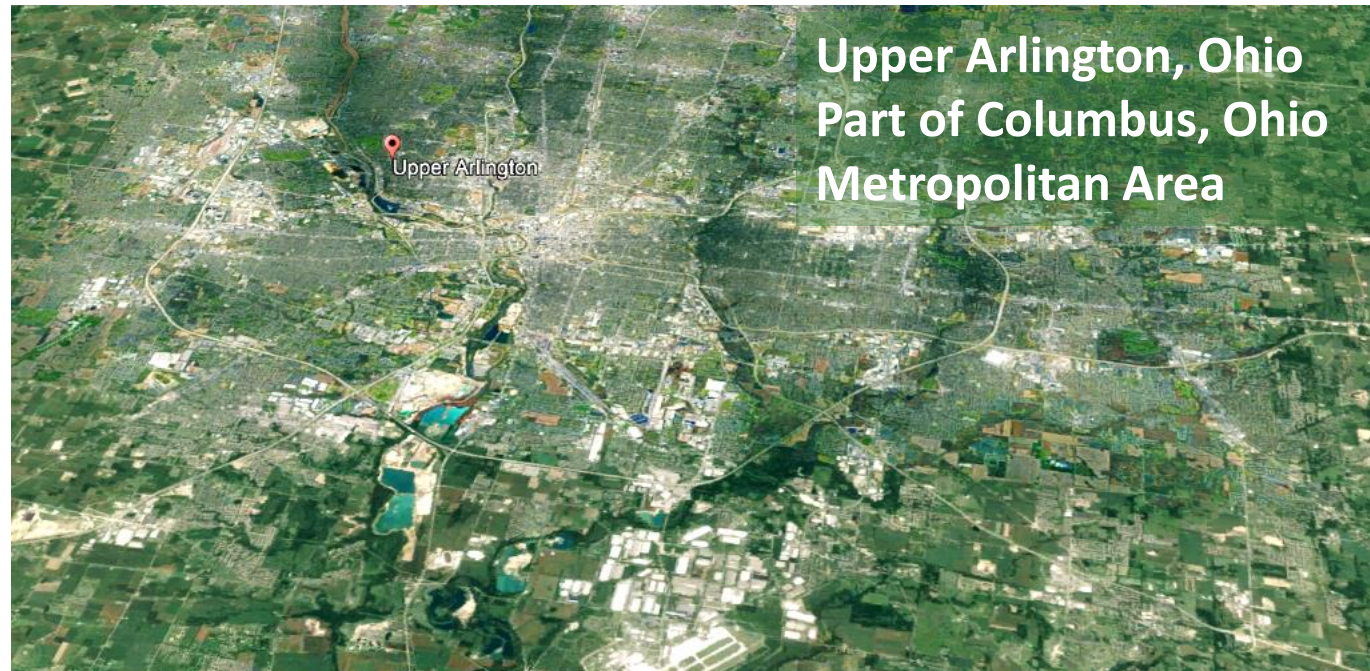 Upper Arlington, Ohio
Part of Columbus, Ohio
Metropolitan Area
Upper Arlington